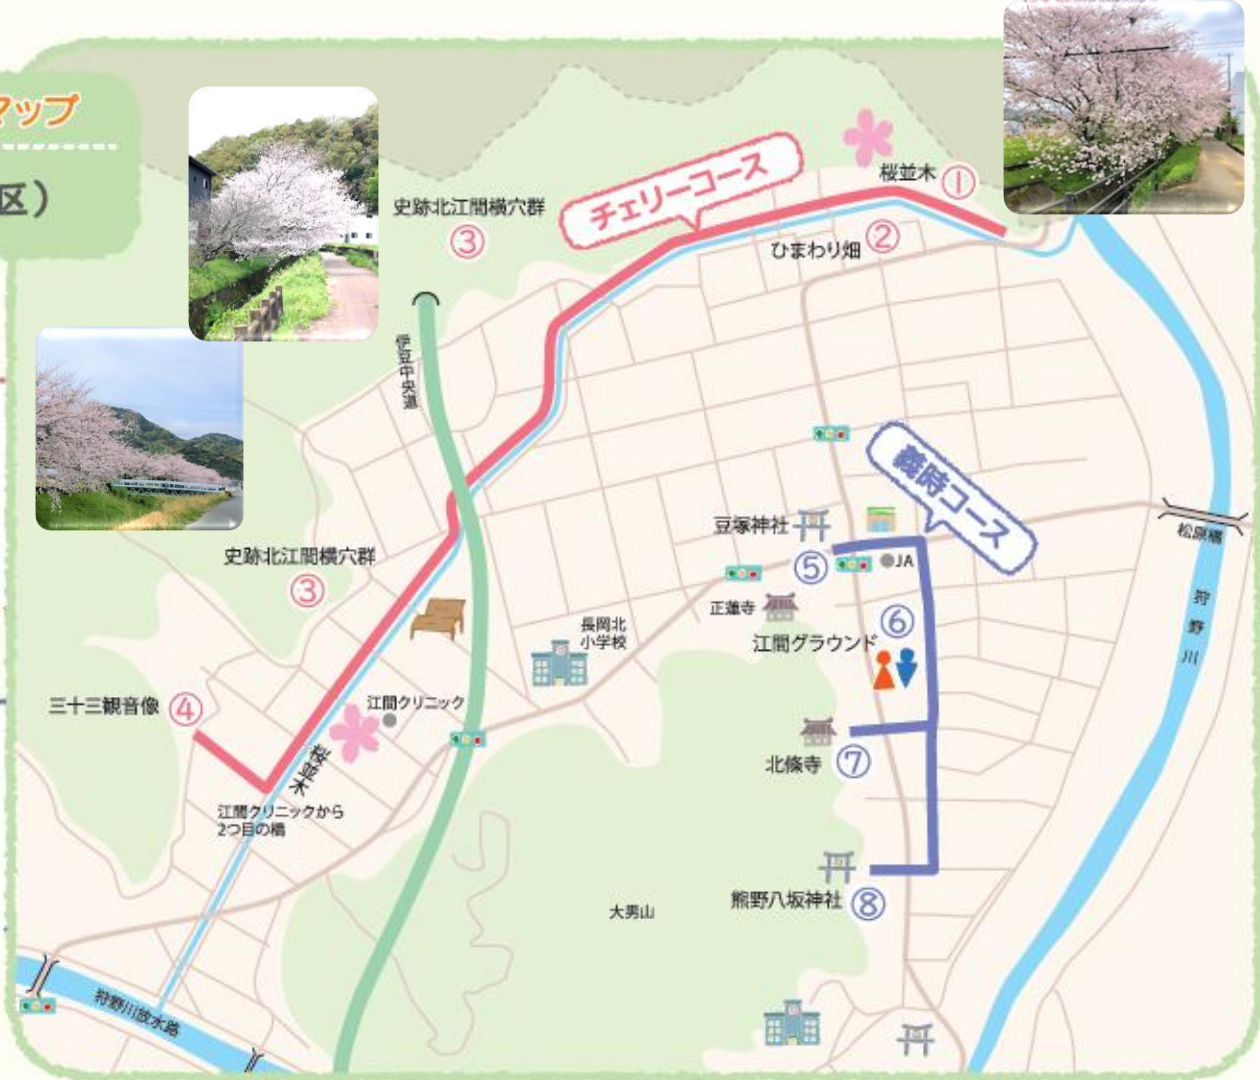 マップ
区）
史跡北江間横穴群
③
チェリーコース
桜並木
①
ひまわり畑
②
伊豆中央道
義時コース
豆塚神社
⑤
JA
松原橋
狩野川
史跡北江間横穴群
③
正蓮寺
⑥
江間グラウンド
長岡北
小学校
三十三観音像
④
江間クリニック
桜並木
北條寺
⑦
江間クリニックから
2つ目の橋
熊野八坂神社
⑧
大男山
狩野川放水路